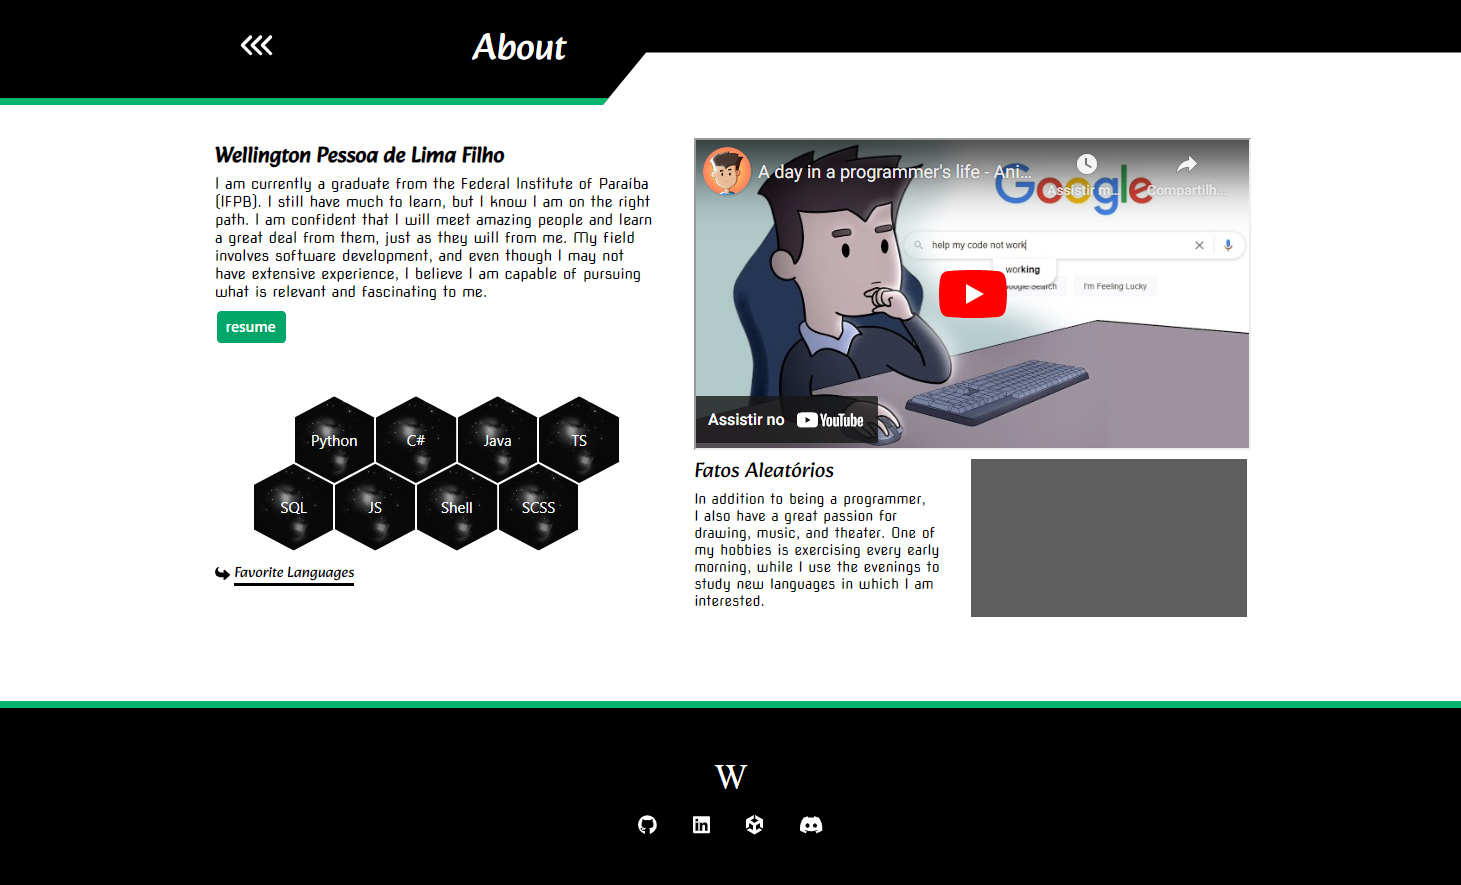 About
Wellington Pessoa de Lima Filho
I am currently a graduate from the Federal Institute of Paraíba
(IFPB). I still have much to learn, but I know I am on the right
path. I am confident that I will meet amazing people and learn
a great deal from them, just as they will from me. My field
involves software development, and even though I may not
have extensive experience, I believe I am capable of pursuing
what is relevant and fascinating to me.
resume
Python C# Java TS
SQL JS Shell SCSS
Favorite Languages
A day in a programmer's life - Ani...
Assistir m...
Compartilh...
Google
help my code not work
working
Google Search
I'm Feeling Lucky
Assistir no YouTube
Fatos Aleatórios
In addition to being a programmer,
I also have a great passion for
drawing, music, and theater. One of
my hobbies is exercising every early
morning, while I use the evenings to
study new languages in which I am
interested.
W
in